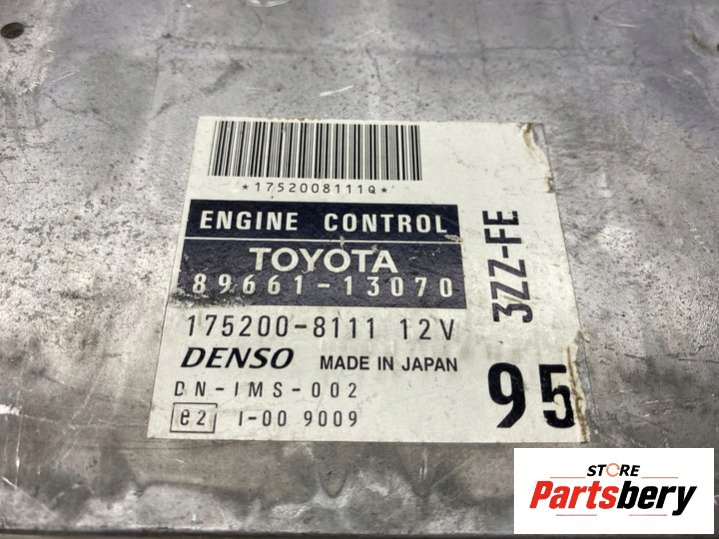 *1752008111Q*
ENGINE CONTROL
TOYOTA
89661-13070
175200-8111 12V
DENSO MADE IN JAPAN
DN-IMS-002
e2 I-00 9009
3ZZ-FE
95
STORE
Partsbery